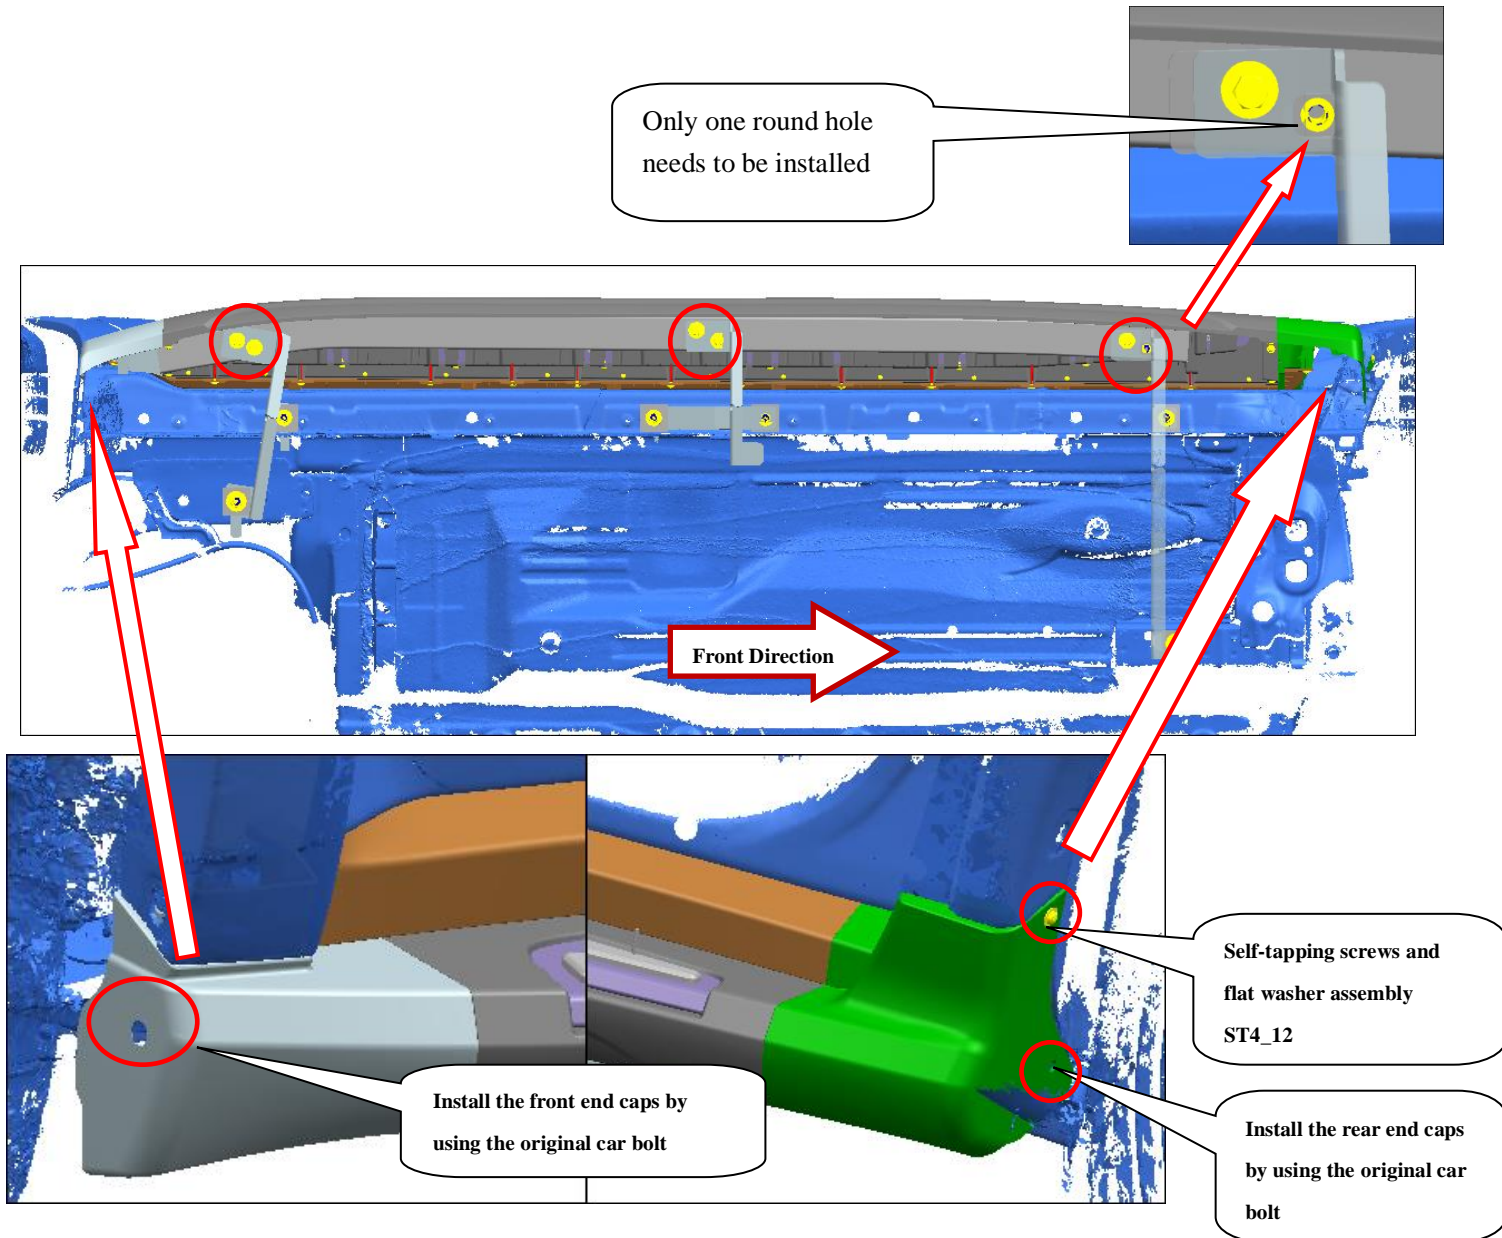 Only one round hole
needs to be installed
Front Direction
Self-tapping screws and
flat washer assembly
ST4_12
Install the front end caps by
using the original car bolt
Install the rear end caps
by using the original car
bolt